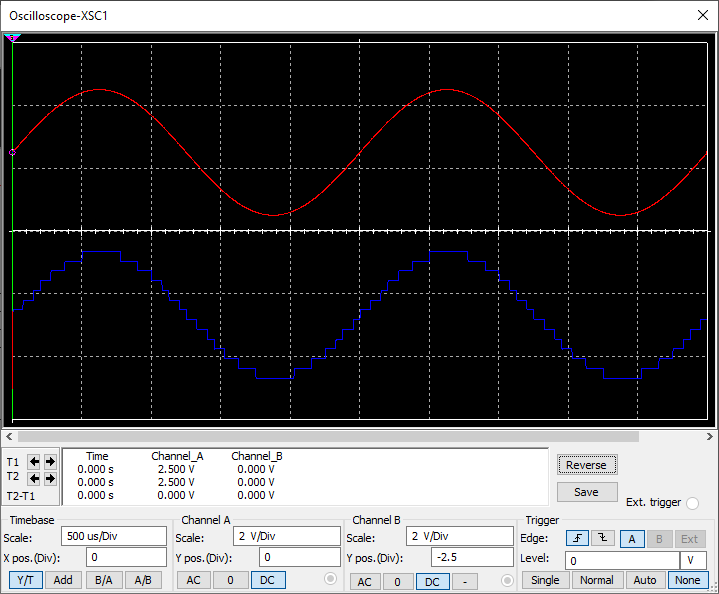 Oscilloscope-XSC1
Time Channel_A Channel_B
T1 0.000 s 2.500 V 0.000 V
T2 0.000 s 2.500 V 0.000 V
T2-T1 0.000 s 0.000 V 0.000 V
Reverse
Save
Ext. trigger
Timebase Channel A Channel B Trigger
Scale: 500 us/Div Scale: 2 V/Div Scale: 2 V/Div Edge: A B Ext
X pos.(Div): 0 Y pos.(Div): 0 Y pos.(Div): -2.5 Level: 0 V
Y/T Add B/A A/B AC 0 DC AC 0 DC - Single Normal Auto None